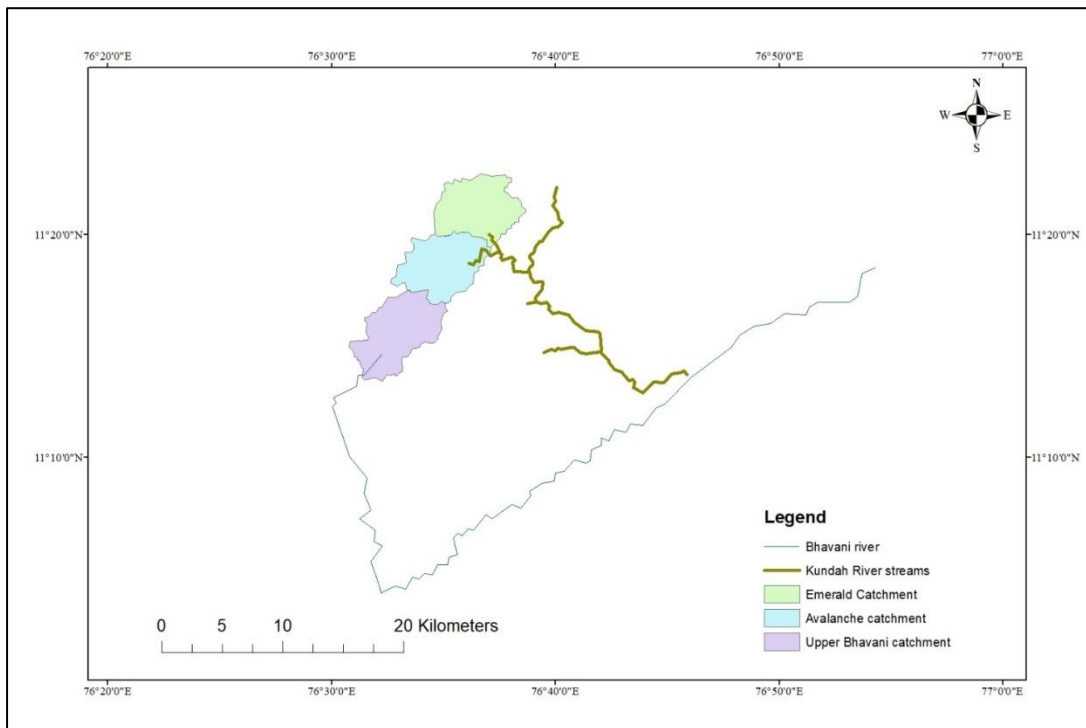 76°20'0"E 76°30'0"E 76°40'0"E 76°50'0"E 77°0'0"E
N
W E
S
11°20'0"N 11°20'0"N
11°10'0"N 11°10'0"N
Legend
Bhavani river
Kundah River streams
Emerald Catchment
Avalanche catchment
Upper Bhavani catchment
0 5 10 20 Kilometers
76°20'0"E 76°30'0"E 76°40'0"E 76°50'0"E 77°0'0"E